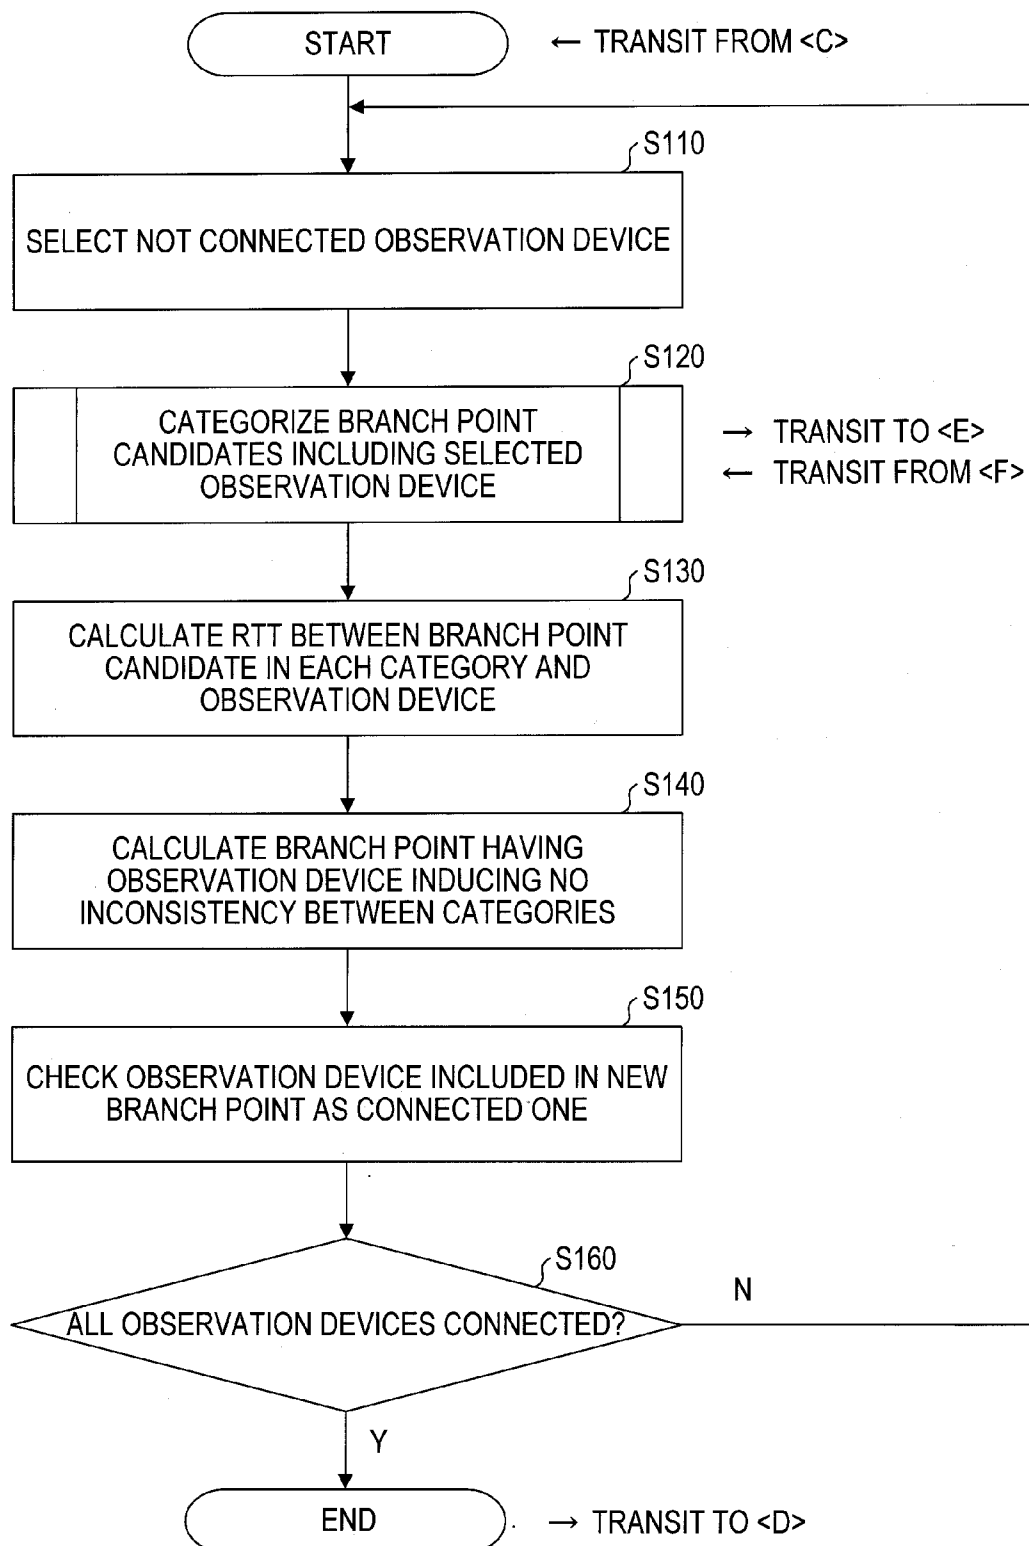 START
← TRANSIT FROM <C>
S110
SELECT NOT CONNECTED OBSERVATION DEVICE
S120
CATEGORIZE BRANCH POINT
CANDIDATES INCLUDING SELECTED
OBSERVATION DEVICE
→ TRANSIT TO <E>
← TRANSIT FROM <F>
S130
CALCULATE RTT BETWEEN BRANCH POINT
CANDIDATE IN EACH CATEGORY AND
OBSERVATION DEVICE
S140
CALCULATE BRANCH POINT HAVING
OBSERVATION DEVICE INDUCING NO
INCONSISTENCY BETWEEN CATEGORIES
S150
CHECK OBSERVATION DEVICE INCLUDED IN NEW
BRANCH POINT AS CONNECTED ONE
S160
ALL OBSERVATION DEVICES CONNECTED?
N
Y
END
→ TRANSIT TO <D>